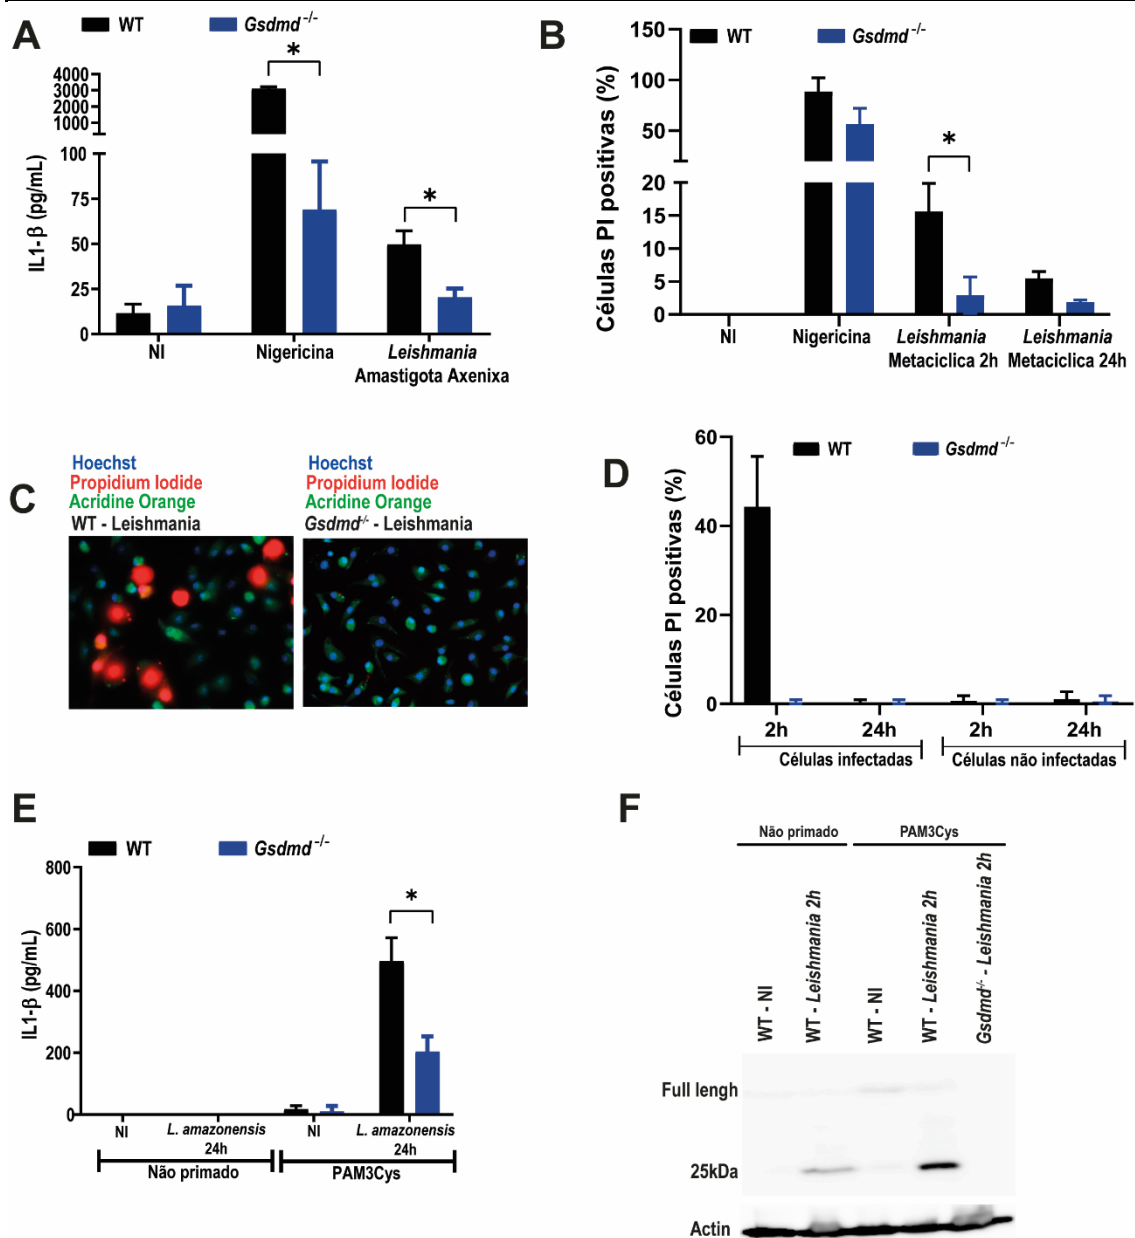 A
WT
Gsdmd -/-
*
4000
3000
2000
1000
100
75
50
25
0
IL1-β (pg/mL)
*
NI
Nigericina
Leishmania
Amastigota Axenixa
B
WT
Gsdmd -/-
150
100
50
20
15
10
5
0
Células PI positivas (%)
*
NI
Nigericina
Leishmania
Metaciclica 2h
Leishmania
Metaciclica 24h
C
Hoechst
Propidium Iodide
Acridine Orange
WT - Leishmania
Hoechst
Propidium Iodide
Acridine Orange
Gsdmd-/- - Leishmania
D
WT
Gsdmd -/-
60
40
20
0
Células PI positivas (%)
2h
24h
2h
24h
Células infectadas
Células não infectadas
E
WT
Gsdmd -/-
800
600
400
200
0
IL1-β (pg/mL)
*
NI
L. amazonensis
24h
NI
L. amazonensis
24h
Não primado
PAM3Cys
F
Não primado
PAM3Cys
WT - NI
WT - Leishmania 2h
WT - NI
WT - Leishmania 2h
Gsdmd-/- - Leishmania 2h
Full lengh
25kDa
Actin